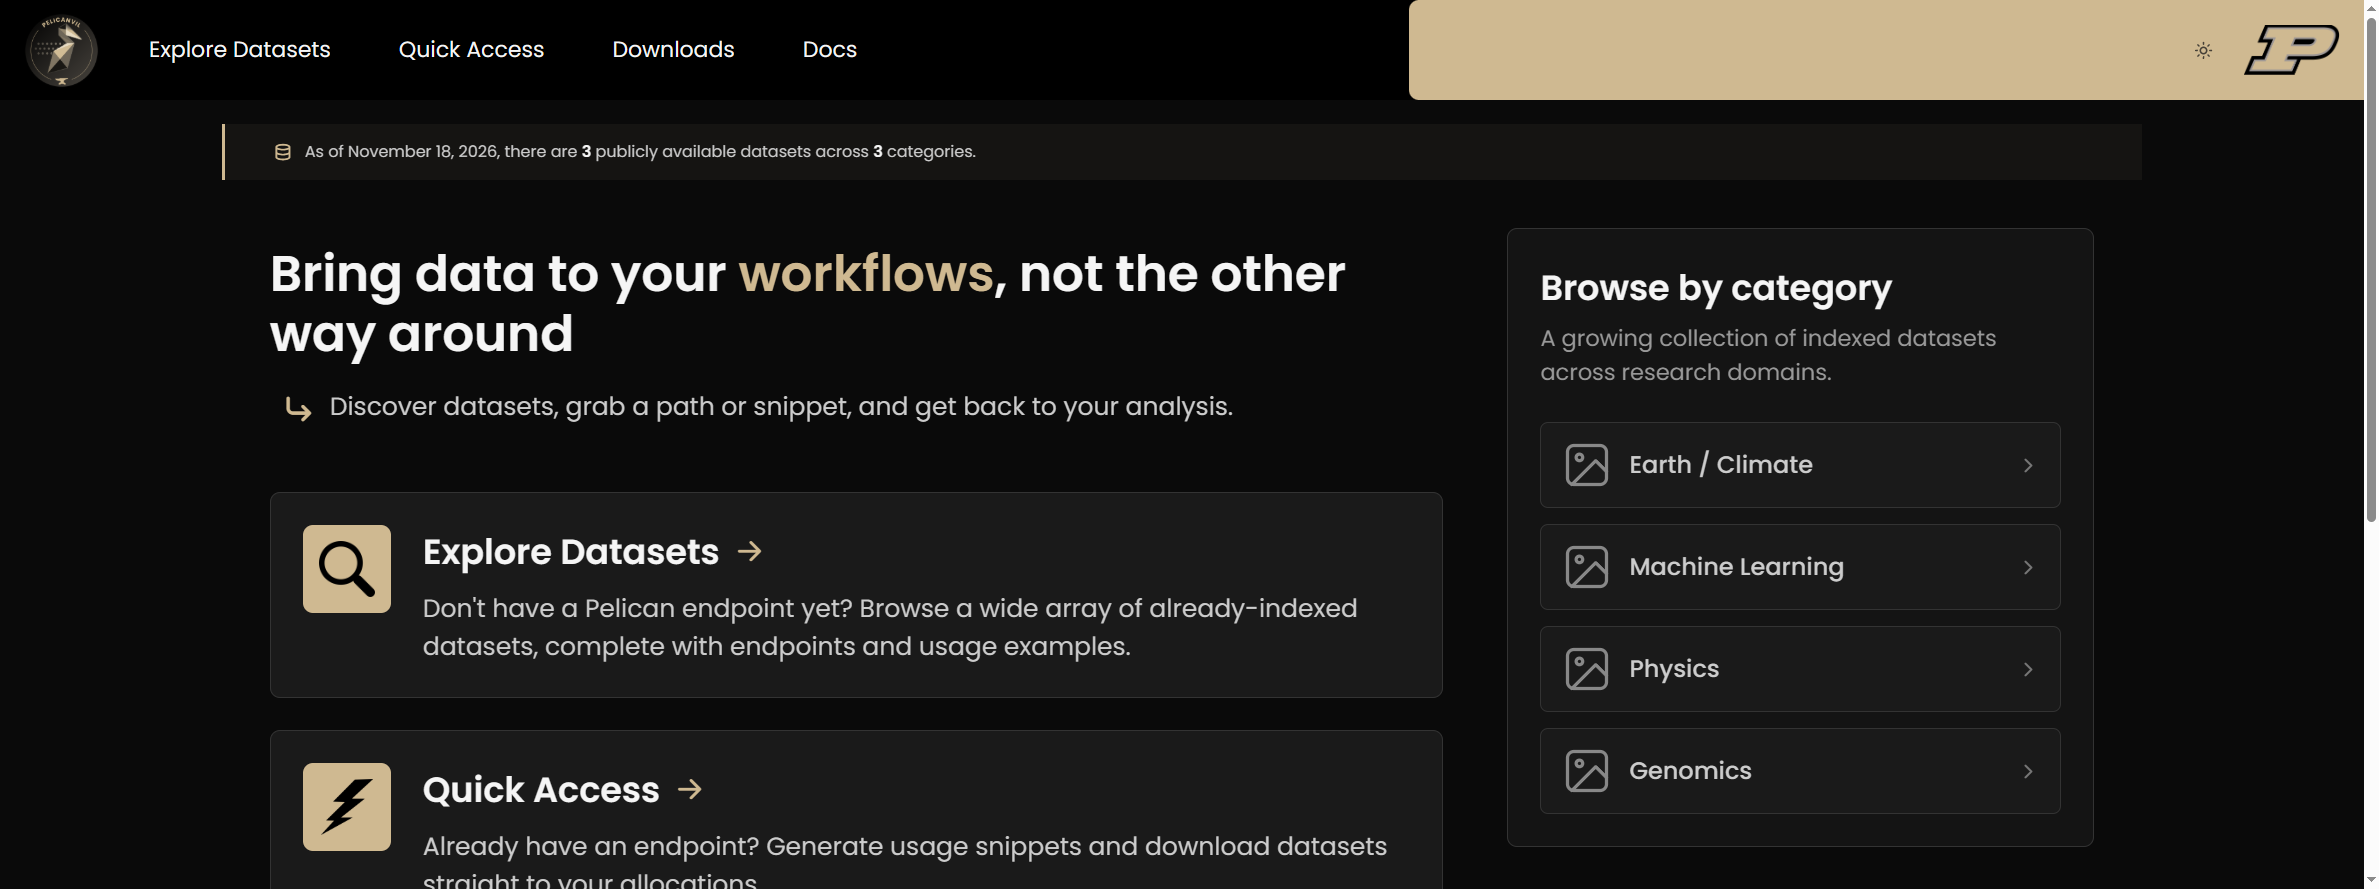 PELICANVIL
Explore Datasets
Quick Access
Downloads
Docs
P
As of November 18, 2026, there are 3 publicly available datasets across 3 categories.
Bring data to your workflows, not the other
way around
Discover datasets, grab a path or snippet, and get back to your analysis.
Explore Datasets
Don't have a Pelican endpoint yet? Browse a wide array of already-indexed
datasets, complete with endpoints and usage examples.
Quick Access
Already have an endpoint? Generate usage snippets and download datasets
straight to your allocations.
Browse by category
A growing collection of indexed datasets
across research domains.
Earth / Climate
Machine Learning
Physics
Genomics